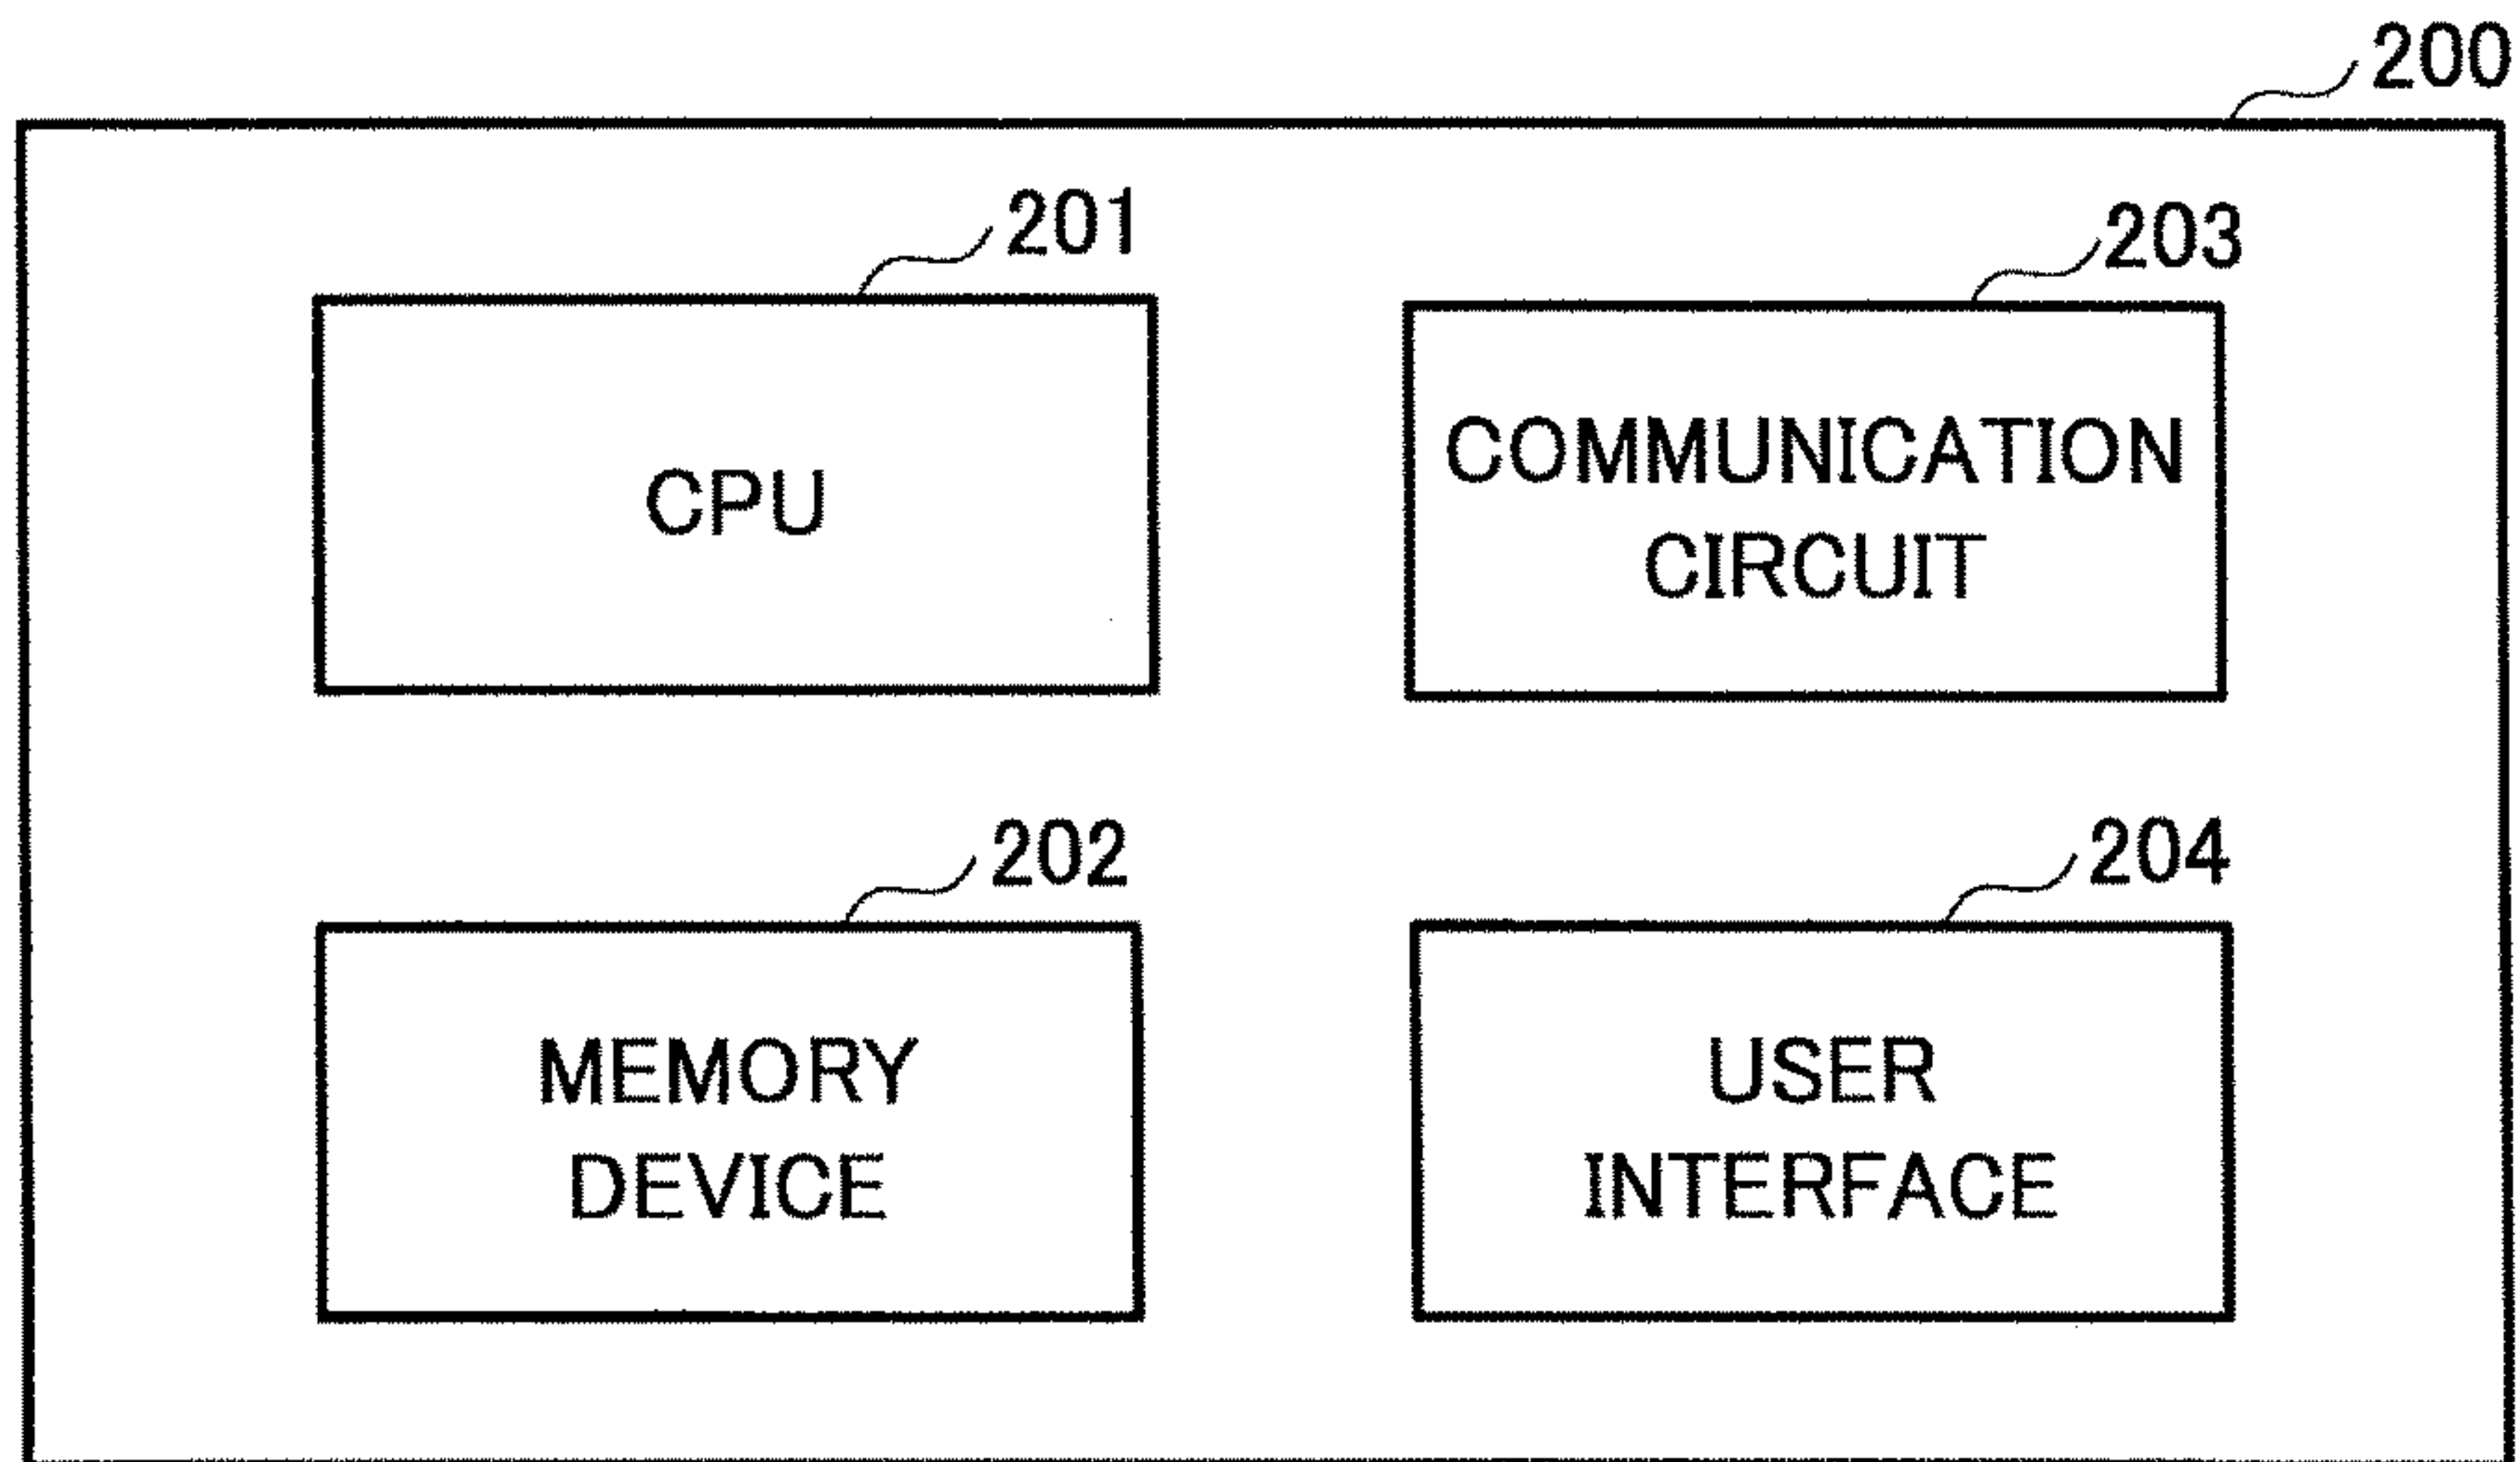 200
201
203
CPU
COMMUNICATION
CIRCUIT
202
204
MEMORY
DEVICE
USER
INTERFACE